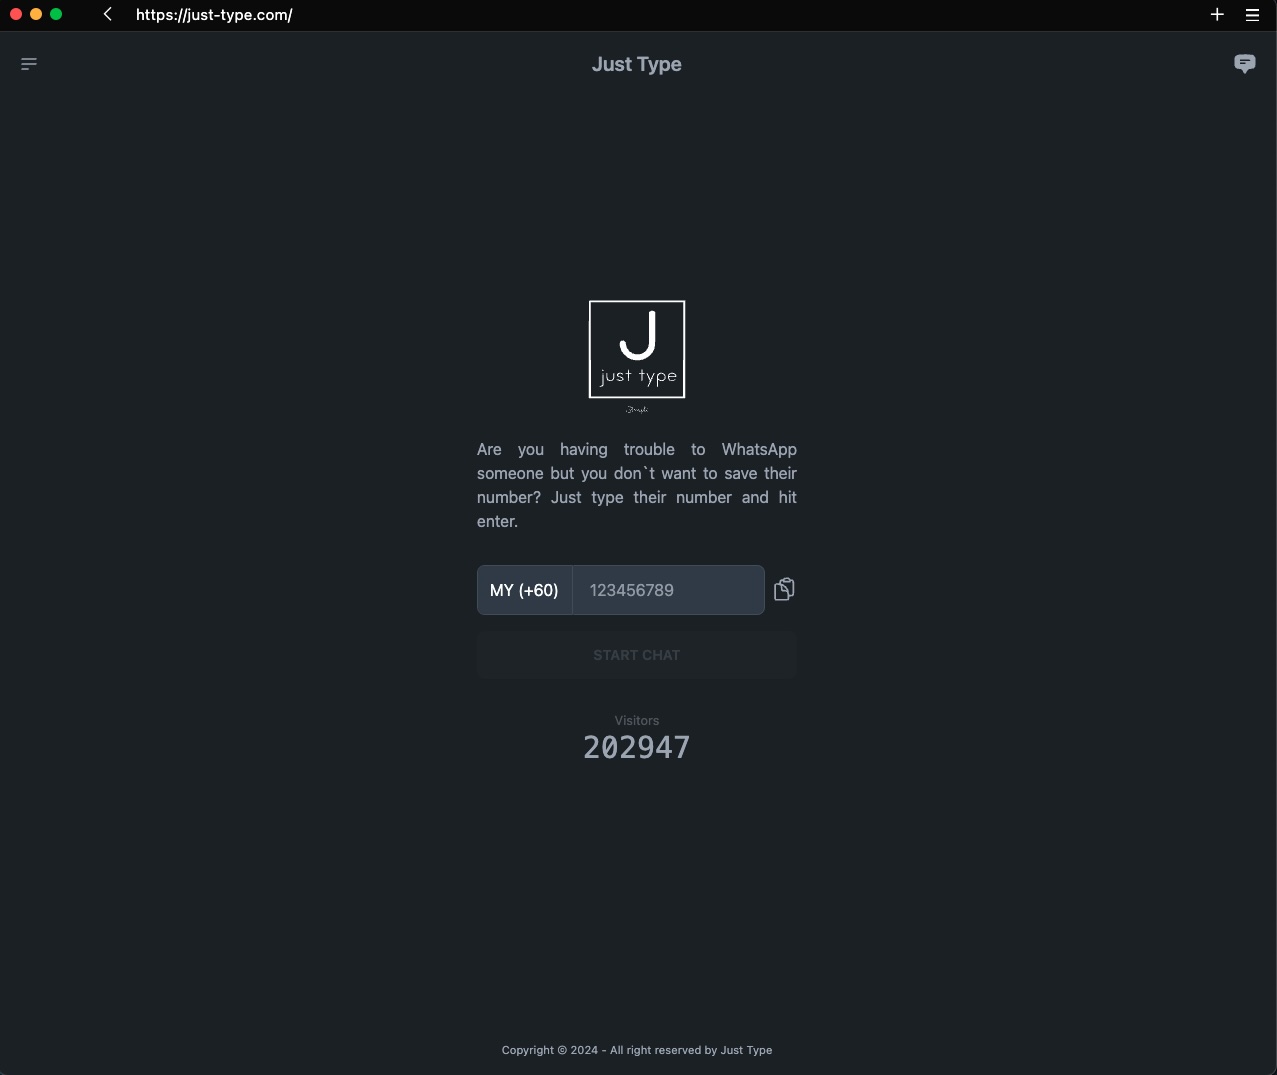 https://just-type.com/
Just Type
J
just type
Are you having trouble to WhatsApp
someone but you don`t want to save their
number? Just type their number and hit
enter.
MY (+60)
123456789
START CHAT
Visitors
202947
Copyright © 2024 - All right reserved by Just Type